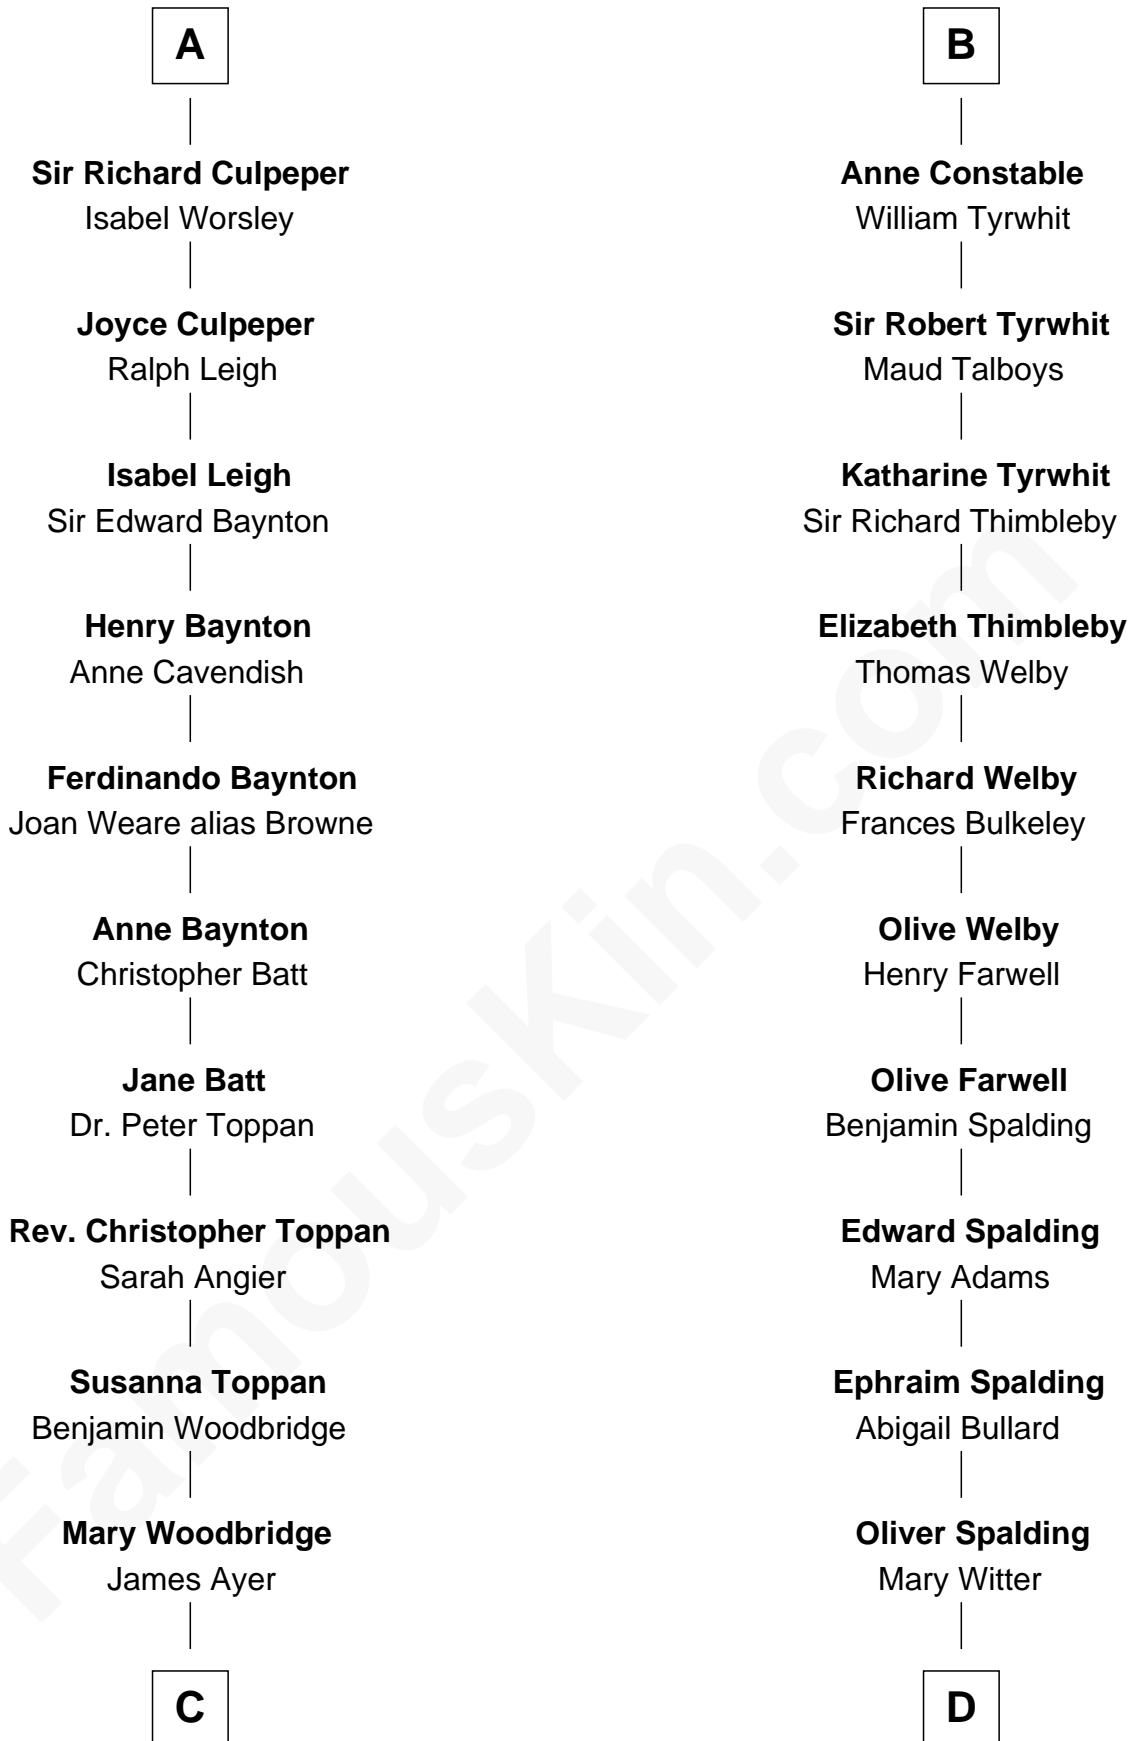 A
Sir Richard Culpeper
Isabel Worsley
Joyce Culpeper
Ralph Leigh
Isabel Leigh
Sir Edward Baynton
Henry Baynton
Anne Cavendish
Ferdinando Baynton
Joan Weare alias Browne
Anne Baynton
Christopher Batt
Jane Batt
Dr. Peter Toppan
Rev. Christopher Toppan
Sarah Angier
Susanna Toppan
Benjamin Woodbridge
Mary Woodbridge
James Ayer
C
B
Anne Constable
William Tyrwhit
Sir Robert Tyrwhit
Maud Talboys
Katharine Tyrwhit
Sir Richard Thimbleby
Elizabeth Thimbleby
Thomas Welby
Richard Welby
Frances Bulkeley
Olive Welby
Henry Farwell
Olive Farwell
Benjamin Spalding
Edward Spalding
Mary Adams
Ephraim Spalding
Abigail Bullard
Oliver Spalding
Mary Witter
D
FamousKin.com